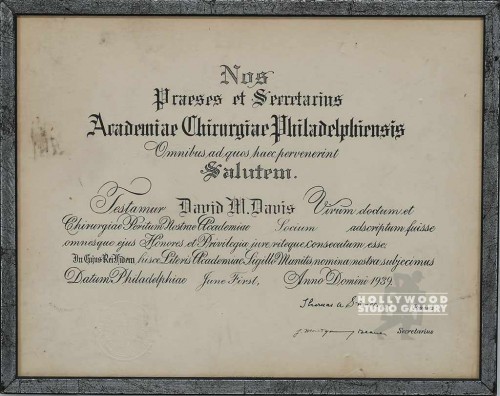 Nos
Praeses et Secretarius
Academiae Chirurgiae Philadelphiensis
Omnibus ad quos haec pervenerint
Salutem.
Testamur David M. Davis Virum doctum et
Chirurgiae Peritum Nostrae Academiae Socium adscriptum fuisse
omnesque ejus Honores et Privilegia jure, riteque consecutum esse:
In Cujus Rei Fidem hisce Literis Academiae Sigillo Munitis, nomina nostra subjecimus
Datum Philadelphiae June First, Anno Domini 1939.
HOLLYWOOD
STUDIO GALLERY
Thomas A.
Secretarius